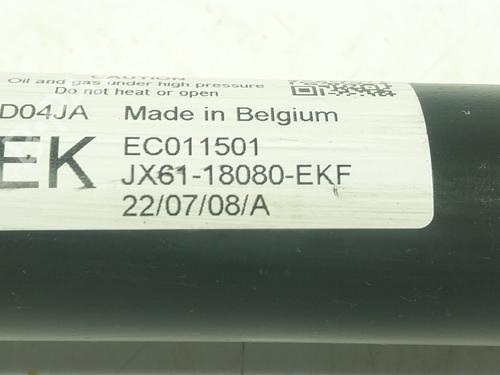 CAUTION
Oil and gas under high pressure
Do not heat or open
D04JA Made in Belgium
EK
EC011501
JX61-18080-EKF
22/07/08/A